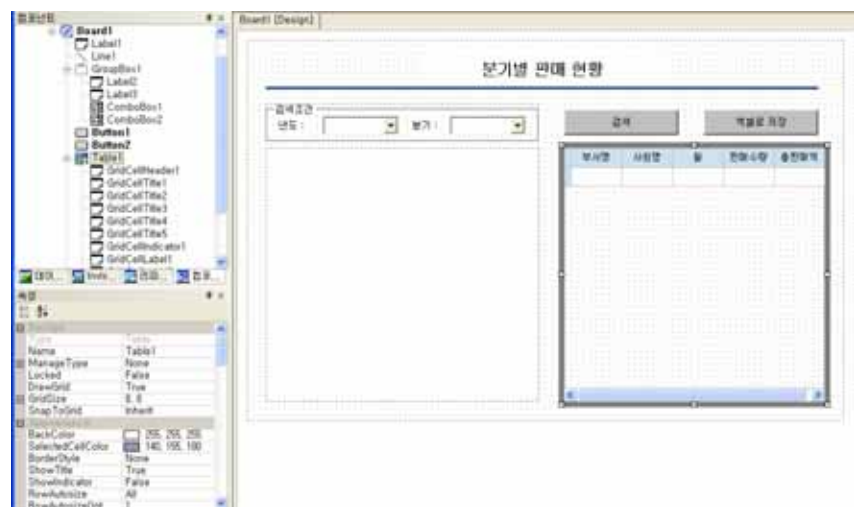 컴포넌트
Board1
Label1
Line1
GroupBox1
Label2
Label3
ComboBox1
ComboBox2
Button1
Button2
Table1
GridCellHeader1
GridCellTitle1
GridCellTitle2
GridCellTitle3
GridCellTitle4
GridCellTitle5
GridCellIndicator1
GridCellLabel1
속성
Design
Type Table
Name Table1
ManageType None
Locked False
DrawGrid True
GridSize 8, 8
SnapToGrid Inherit
Appearance
BackColor 255, 255, 255
SelectedCellColor 140, 155, 180
BorderStyle None
ShowTitle True
ShowIndicator False
RowAutosize All
Board1 [Design]
분기별 판매 현황
검색조건
년도 :
분기 :
검색
엑셀로 저장
부서명 사원명 월 판매수량 총판매액